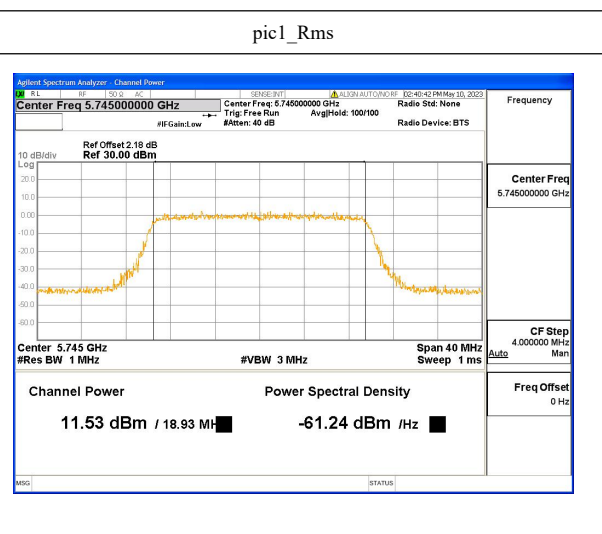 pic1_Rms
Agilent Spectrum Analyzer - Channel Power
RL RF 50 Ω AC SENSE:INT ALIGN AUTO/NO RF 02:40:42 PM May 10, 2023
Center Freq 5.745000000 GHz
Center Freq: 5.745000000 GHz
Radio Std: None
Trig: Free Run Avg|Hold: 100/100
#IFGain:Low #Atten: 40 dB Radio Device: BTS
Ref Offset 2.18 dB
10 dB/div Ref 30.00 dBm
Log
20.0
10.0
0.00
-10.0
-20.0
-30.0
-40.0
-50.0
-60.0
Center 5.745 GHz Span 40 MHz
#Res BW 1 MHz #VBW 3 MHz Sweep 1 ms
Channel Power Power Spectral Density
11.53 dBm / 18.93 MH -61.24 dBm /Hz
MSG STATUS
Frequency
Center Freq
5.745000000 GHz
CF Step
4.000000 MHz
Auto Man
Freq Offset
0 Hz